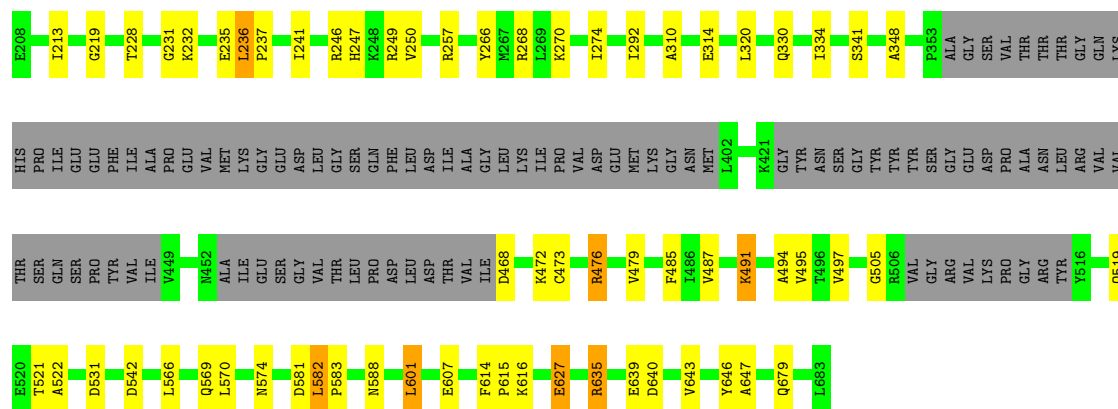 E208 I213 G219 T228 G231 K232 E235 L236 P237 I241 R246 H247 K248 R249 V250 R257 Y266 M267 R268 L269 K270 I274 I292 A310 E314 L320 Q330 I334 S341 A348 P353 ALA GLY SER VAL THR THR THR GLY GLN LYS
HIS PRO ILE GLU GLU PHE ILE ALA PRO GLU VAL MET LYS GLY GLU ASP LEU GLY SER GLN PHE LEU ASP ILE ALA GLY LEU LYS ILE PRO VAL ASP GLU MET LYS GLY ASN MET L402 K421 GLY TYR ASN SER GLY TYR TYR TYR SER GLY GLU ASP PRO ALA ASN LEU ARG VAL VAL
THR SER GLN SER PRO TYR VAL ILE V449 N452 ALA ILE GLU SER GLY VAL THR LEU PRO ASP LEU ASP THR VAL ILE D468 K472 C473 R476 V479 F485 I486 V487 K491 A494 V495 T496 V497 G505 R506 VAL GLY ARG VAL LYS PRO GLY ARG TYR Y516 Q519
E520 T521 A522 D531 D542 L566 Q569 L570 N574 D581 L582 P583 N588 L601 E607 F614 P615 K616 E627 R635 E639 D640 V643 Y646 A647 Q679 L683